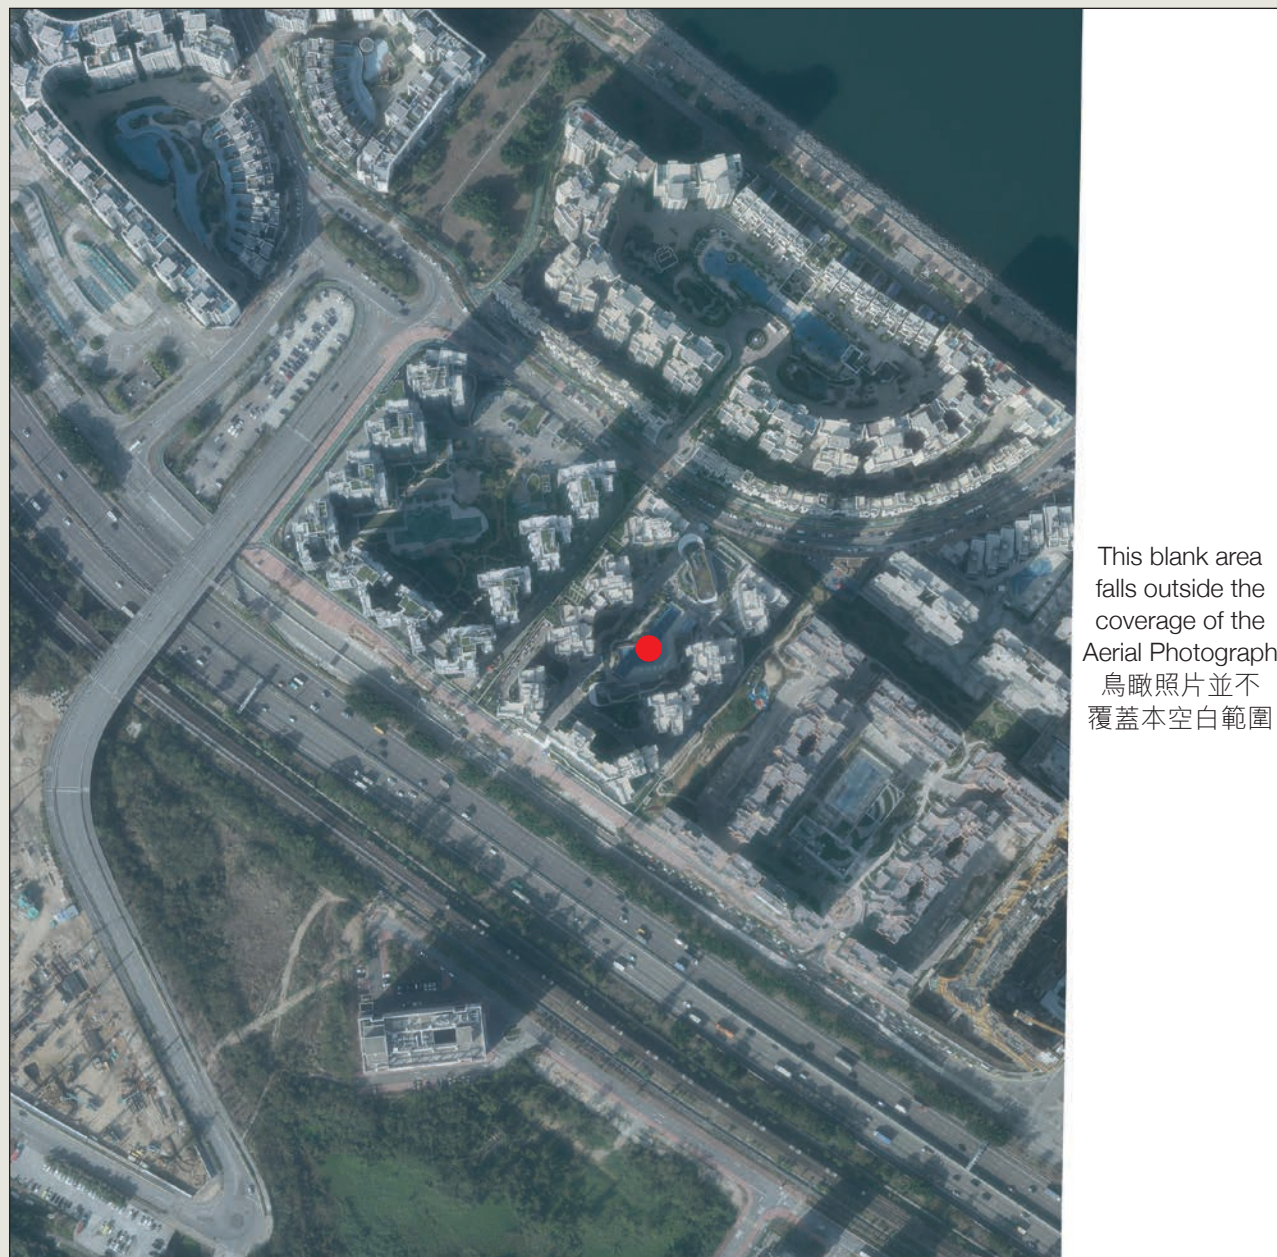 This blank area
falls outside the
coverage of the
Aerial Photograph
鳥瞰照片並不
覆蓋本空白範圍